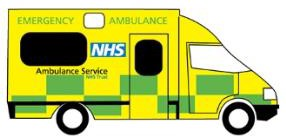 EMERGENCY AMBULANCE
NHS
Ambulance Service
NHS Trust